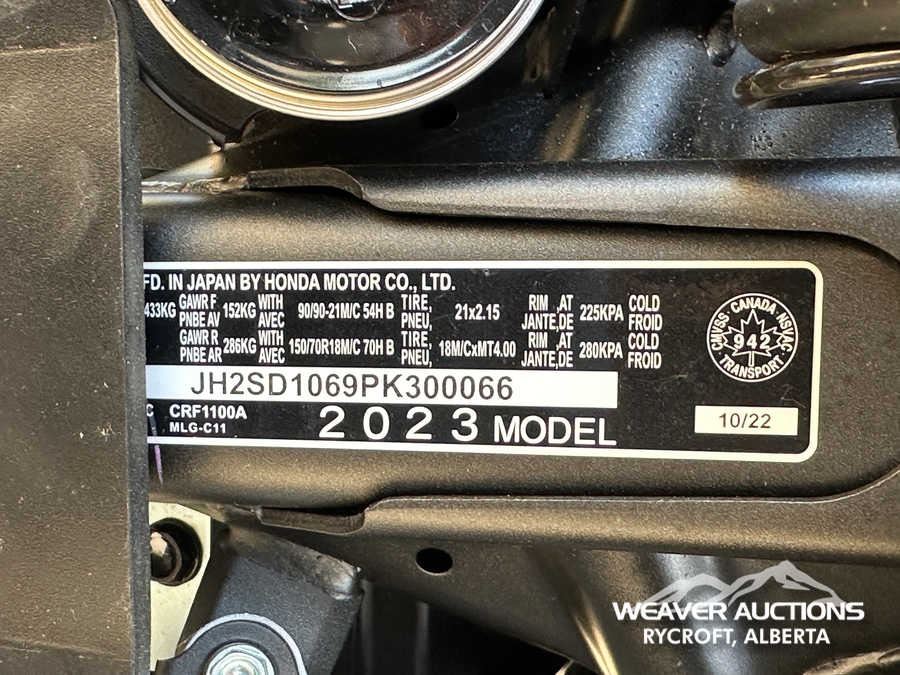 FD. IN JAPAN BY HONDA MOTOR CO., LTD.
433KG GAWR F PNBE AV 152KG WITH AVEC 90/90-21M/C 54H B TIRE, PNEU, 21x2.15 RIM JANTE, ,AT DE 225KPA COLD FROID
GAWR R PNBE AR 286KG WITH AVEC 150/70R18M/C 70H B TIRE, PNEU, 18M/CxMT4.00 RIM JANTE, ,AT DE 280KPA COLD FROID
JH2SD1069PK300066
C CRF1100A
MLG-C11
2023 MODEL
10/22
CMVSS - CANADA - NSVAC
942
TRANSPORT
WEAVER AUCTIONS
RYCROFT, ALBERTA